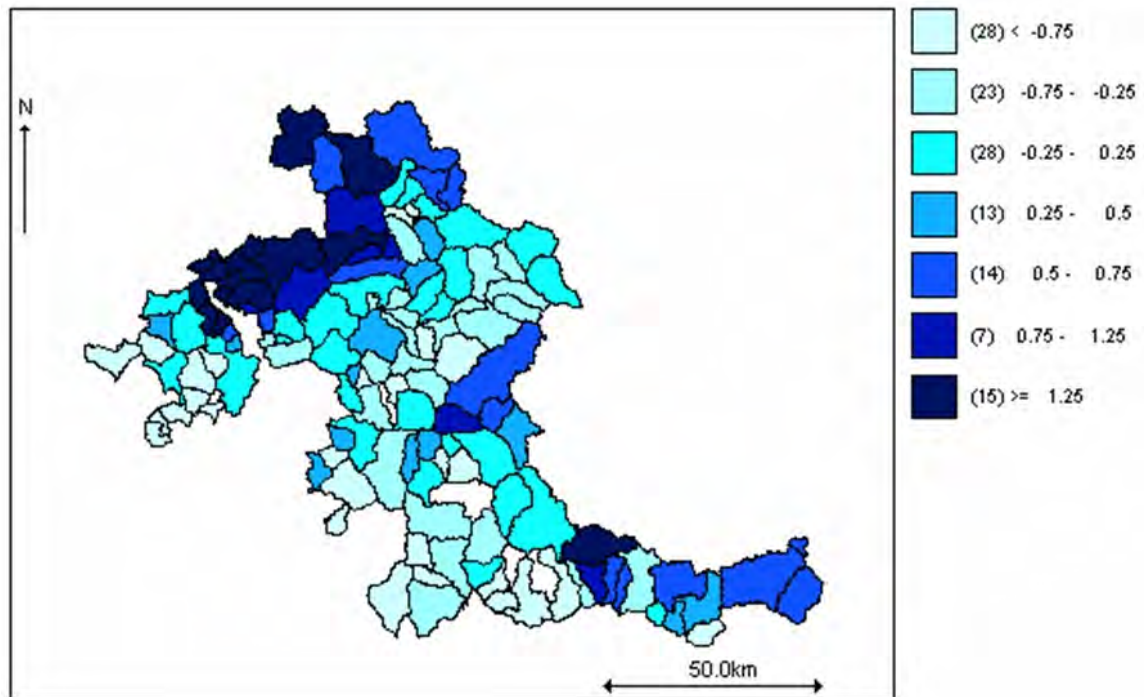 (28) < -0.75
(23) -0.75 - -0.25
(28) -0.25 - 0.25
(13) 0.25 - 0.5
(14) 0.5 - 0.75
(7) 0.75 - 1.25
(15) >= 1.25
N
50.0km